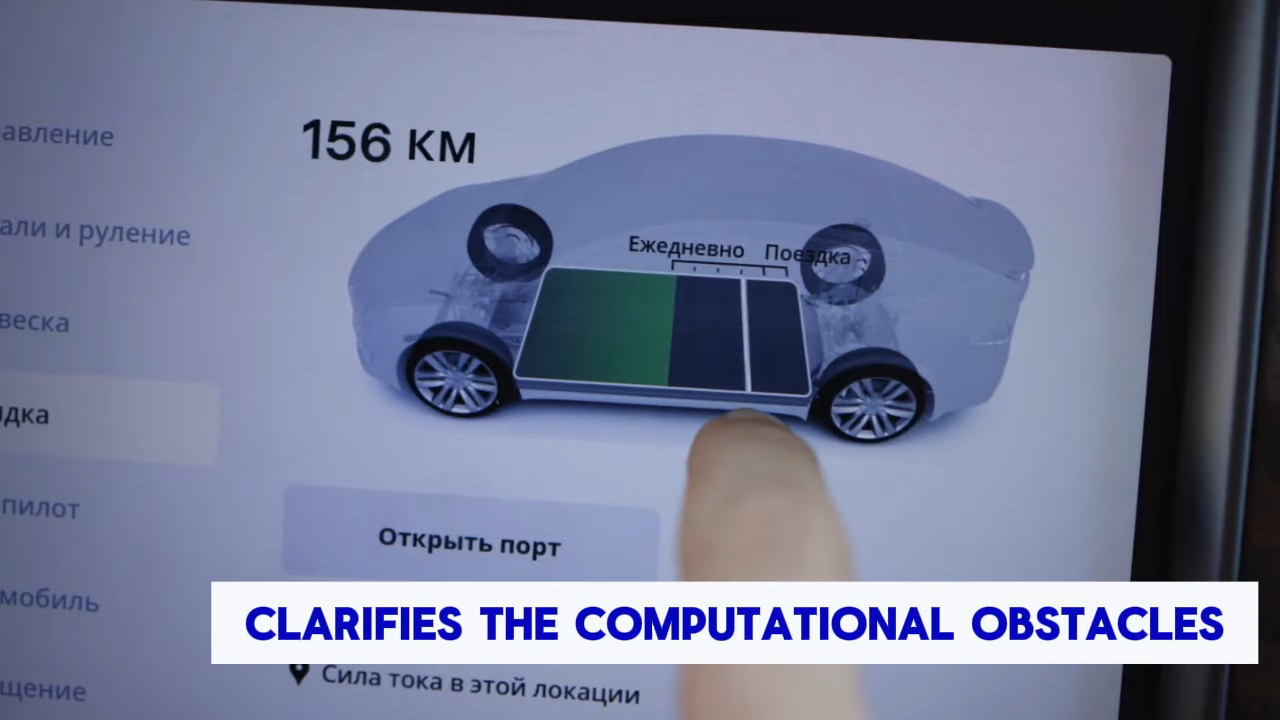 авление
156 км
али и руление
Ежедневно Поездка
веска
дка
пилот
Открыть порт
мобиль
CLARIFIES THE COMPUTATIONAL OBSTACLES
Сила тока в этой локации
щение